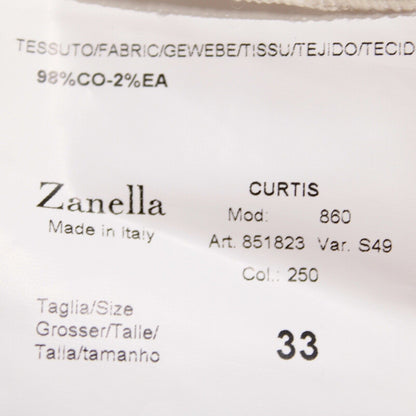 TESSUTO/FABRIC/GEWEBE/TISSU/TEJIDO/TECID
98%CO-2%EA
Zanella
Made in Italy
CURTIS
Mod: 860
Art. 851823 Var. S49
Col.: 250
Taglia/Size
Grosser/Talle/
Talla/tamanho
33